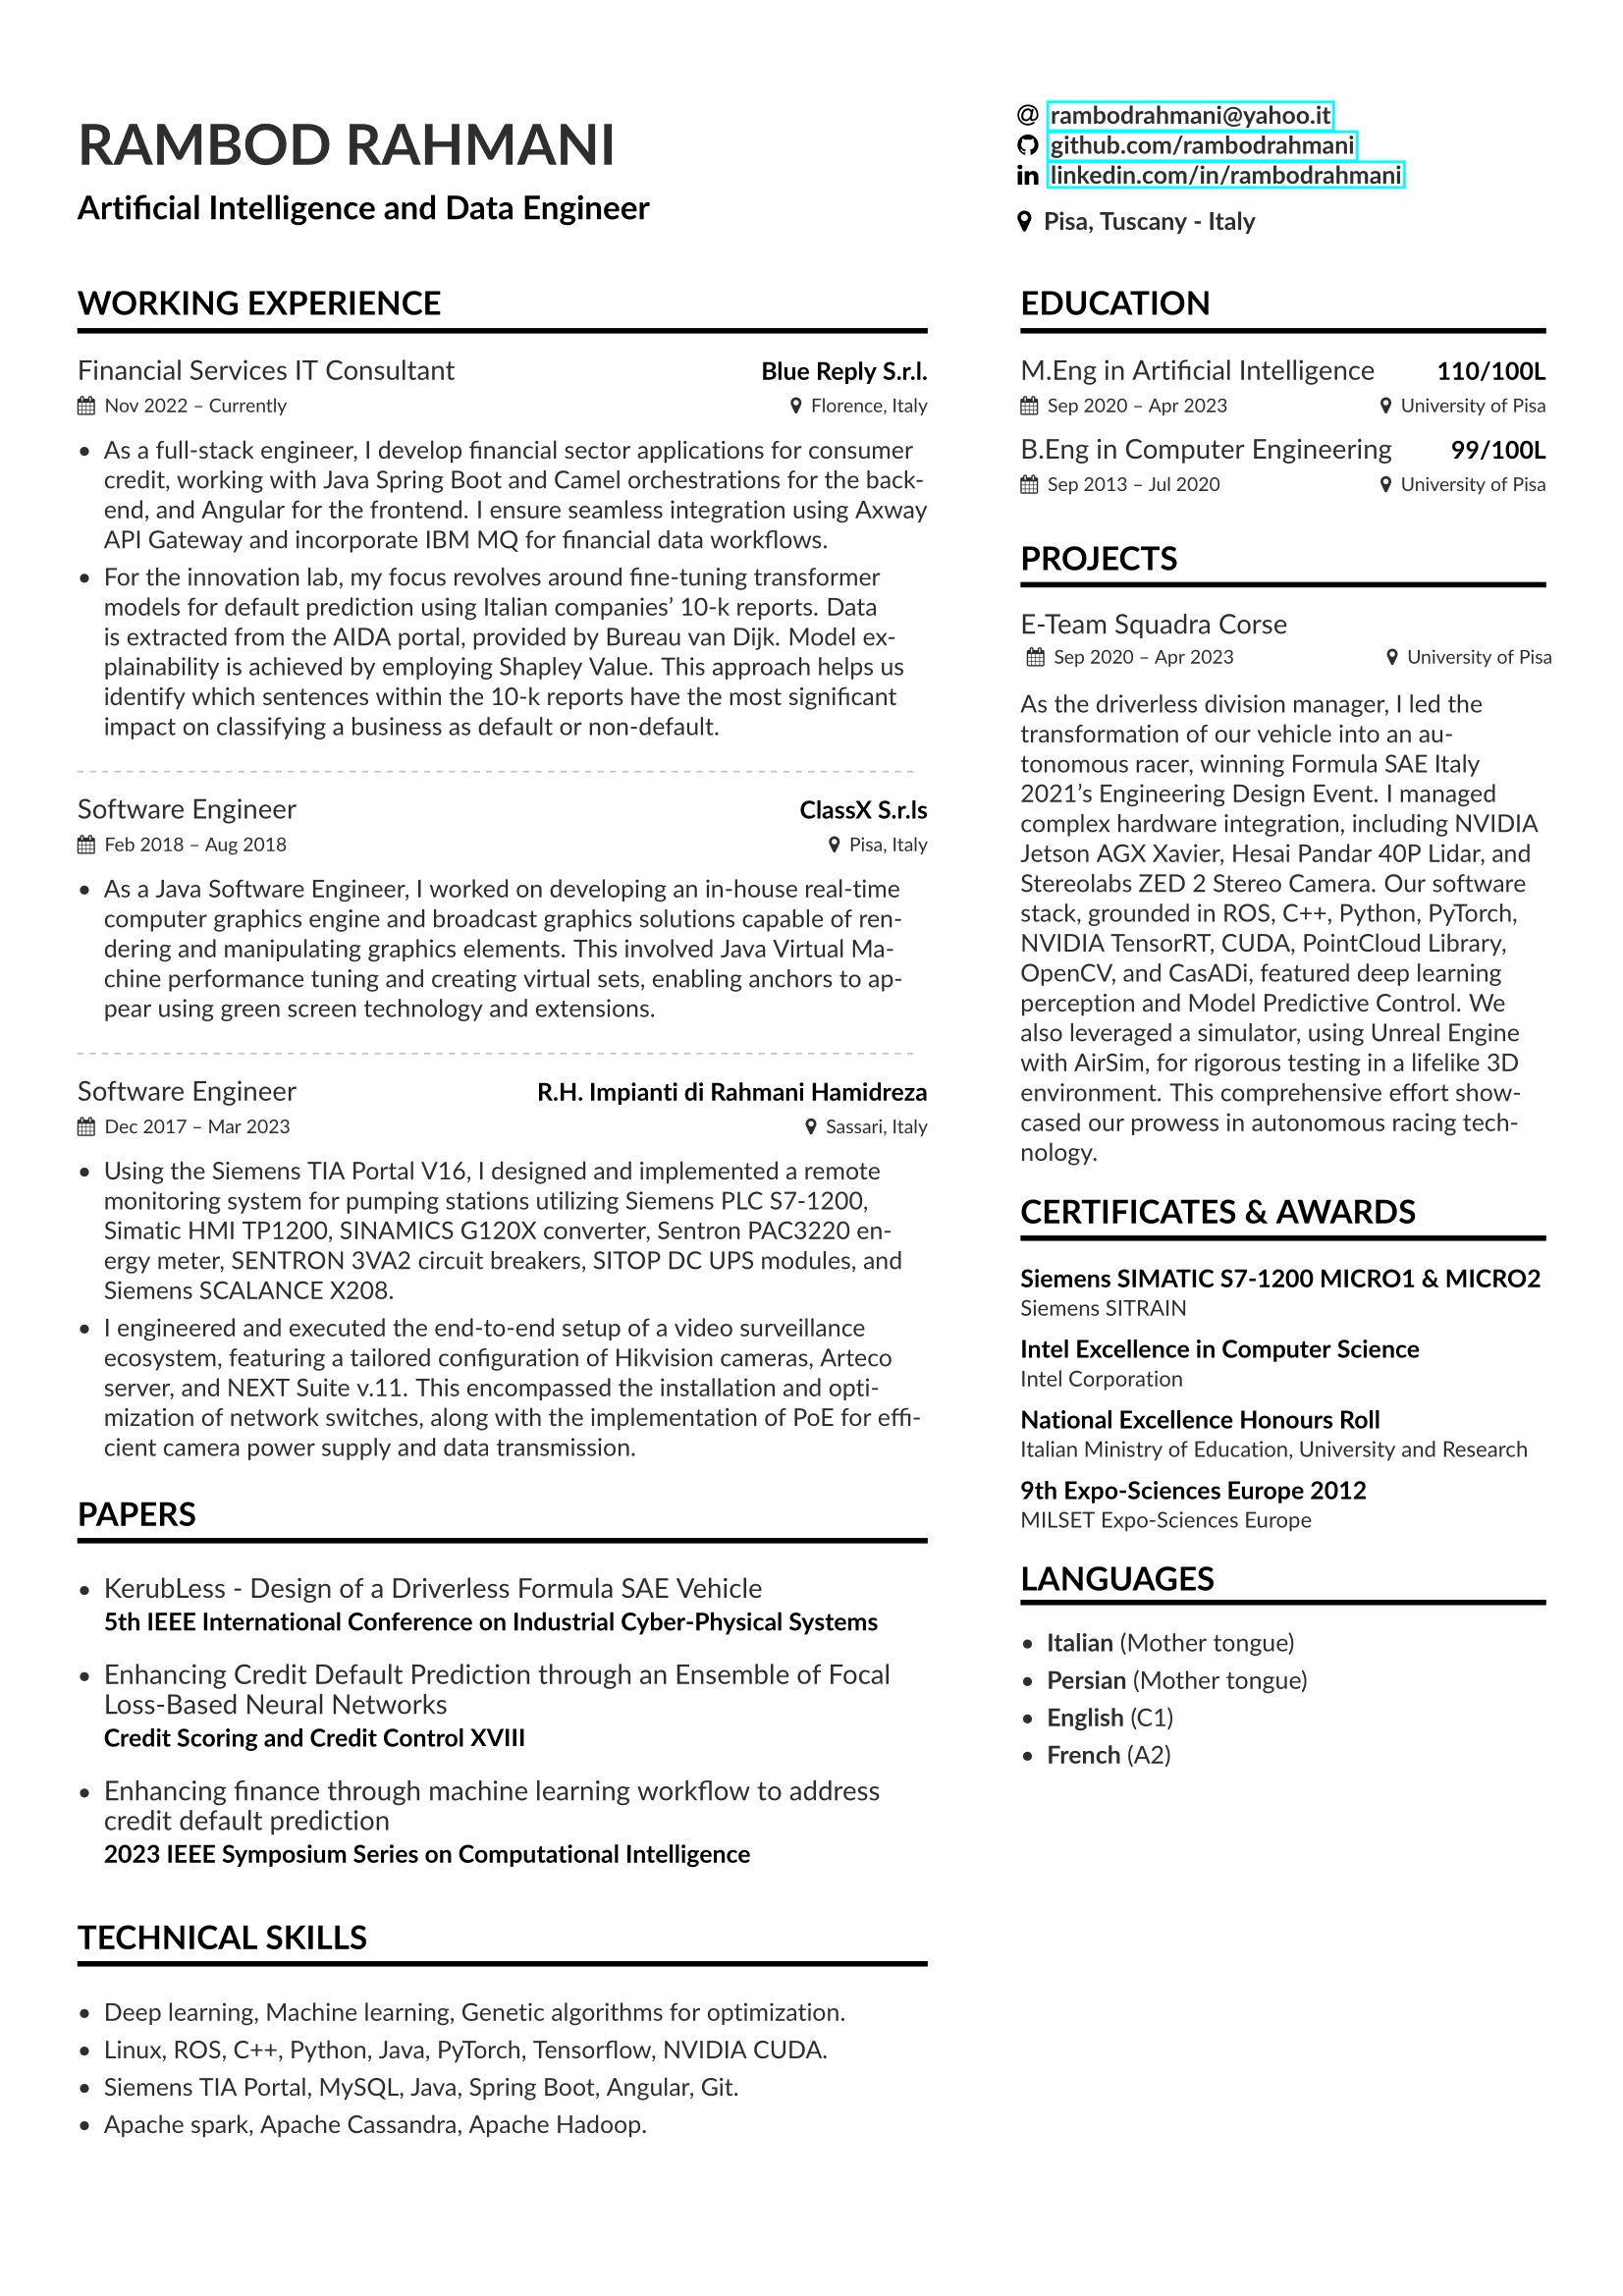 RAMBOD RAHMANI
Artificial Intelligence and Data Engineer
rambodrahmani@yahoo.it
github.com/rambodrahmani
linkedin.com/in/rambodrahmani
Pisa, Tuscany - Italy
WORKING EXPERIENCE
Financial Services IT Consultant Blue Reply S.r.l.
Nov 2022 – Currently Florence, Italy
• As a full-stack engineer, I develop financial sector applications for consumer
credit, working with Java Spring Boot and Camel orchestrations for the back-
end, and Angular for the frontend. I ensure seamless integration using Axway
API Gateway and incorporate IBM MQ for financial data workflows.
• For the innovation lab, my focus revolves around fine-tuning transformer
models for default prediction using Italian companies’ 10-k reports. Data
is extracted from the AIDA portal, provided by Bureau van Dijk. Model ex-
plainability is achieved by employing Shapley Value. This approach helps us
identify which sentences within the 10-k reports have the most significant
impact on classifying a business as default or non-default.
Software Engineer ClassX S.r.ls
Feb 2018 – Aug 2018 Pisa, Italy
• As a Java Software Engineer, I worked on developing an in-house real-time
computer graphics engine and broadcast graphics solutions capable of ren-
dering and manipulating graphics elements. This involved Java Virtual Ma-
chine performance tuning and creating virtual sets, enabling anchors to ap-
pear using green screen technology and extensions.
Software Engineer R.H. Impianti di Rahmani Hamidreza
Dec 2017 – Mar 2023 Sassari, Italy
• Using the Siemens TIA Portal V16, I designed and implemented a remote
monitoring system for pumping stations utilizing Siemens PLC S7-1200,
Simatic HMI TP1200, SINAMICS G120X converter, Sentron PAC3220 en-
ergy meter, SENTRON 3VA2 circuit breakers, SITOP DC UPS modules, and
Siemens SCALANCE X208.
• I engineered and executed the end-to-end setup of a video surveillance
ecosystem, featuring a tailored configuration of Hikvision cameras, Arteco
server, and NEXT Suite v.11. This encompassed the installation and opti-
mization of network switches, along with the implementation of PoE for effi-
cient camera power supply and data transmission.
PAPERS
• KerubLess - Design of a Driverless Formula SAE Vehicle
5th IEEE International Conference on Industrial Cyber-Physical Systems
• Enhancing Credit Default Prediction through an Ensemble of Focal
Loss-Based Neural Networks
Credit Scoring and Credit Control XVIII
• Enhancing finance through machine learning workflow to address
credit default prediction
2023 IEEE Symposium Series on Computational Intelligence
TECHNICAL SKILLS
• Deep learning, Machine learning, Genetic algorithms for optimization.
• Linux, ROS, C++, Python, Java, PyTorch, Tensorflow, NVIDIA CUDA.
• Siemens TIA Portal, MySQL, Java, Spring Boot, Angular, Git.
• Apache spark, Apache Cassandra, Apache Hadoop.
EDUCATION
M.Eng in Artificial Intelligence 110/100L
Sep 2020 – Apr 2023 University of Pisa
B.Eng in Computer Engineering 99/100L
Sep 2013 – Jul 2020 University of Pisa
PROJECTS
E-Team Squadra Corse
Sep 2020 – Apr 2023 University of Pisa
As the driverless division manager, I led the
transformation of our vehicle into an au-
tonomous racer, winning Formula SAE Italy
2021’s Engineering Design Event. I managed
complex hardware integration, including NVIDIA
Jetson AGX Xavier, Hesai Pandar 40P Lidar, and
Stereolabs ZED 2 Stereo Camera. Our software
stack, grounded in ROS, C++, Python, PyTorch,
NVIDIA TensorRT, CUDA, PointCloud Library,
OpenCV, and CasADi, featured deep learning
perception and Model Predictive Control. We
also leveraged a simulator, using Unreal Engine
with AirSim, for rigorous testing in a lifelike 3D
environment. This comprehensive effort show-
cased our prowess in autonomous racing tech-
nology.
CERTIFICATES & AWARDS
Siemens SIMATIC S7-1200 MICRO1 & MICRO2
Siemens SITRAIN
Intel Excellence in Computer Science
Intel Corporation
National Excellence Honours Roll
Italian Ministry of Education, University and Research
9th Expo-Sciences Europe 2012
MILSET Expo-Sciences Europe
LANGUAGES
• Italian (Mother tongue)
• Persian (Mother tongue)
• English (C1)
• French (A2)